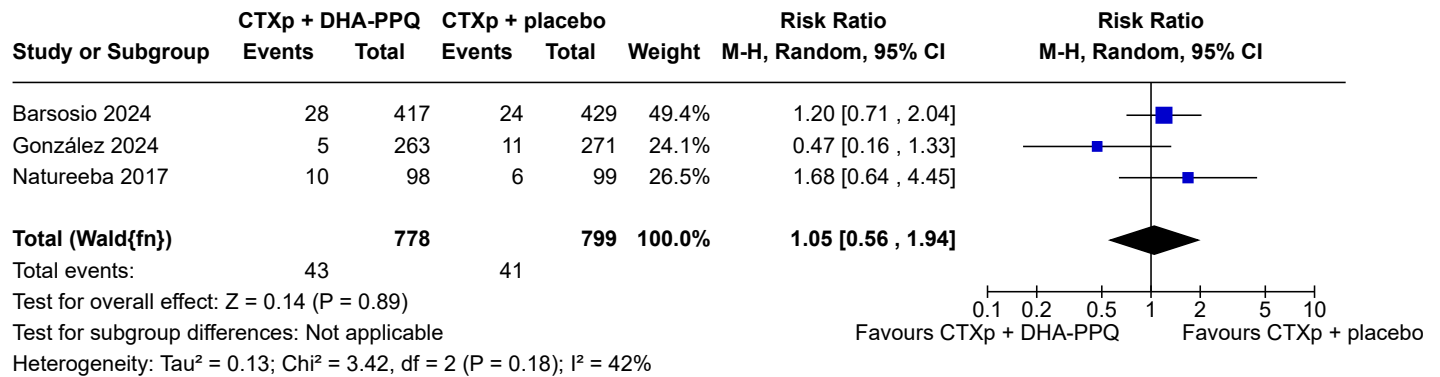 CTXp + DHA-PPQ CTXp + placebo Risk Ratio Risk Ratio
Study or Subgroup Events Total Events Total Weight M-H, Random, 95% CI M-H, Random, 95% CI
Barsosio 2024 28 417 24 429 49.4% 1.20 [0.71 , 2.04]
González 2024 5 263 11 271 24.1% 0.47 [0.16 , 1.33]
Natureeba 2017 10 98 6 99 26.5% 1.68 [0.64 , 4.45]
Total (Wald{fn}) 778 799 100.0% 1.05 [0.56 , 1.94]
Total events: 43 41
Test for overall effect: Z = 0.14 (P = 0.89)
Test for subgroup differences: Not applicable
Heterogeneity: Tau² = 0.13; Chi² = 3.42, df = 2 (P = 0.18); I² = 42%
0.1 0.2 0.5 1 2 5 10
Favours CTXp + DHA-PPQ Favours CTXp + placebo